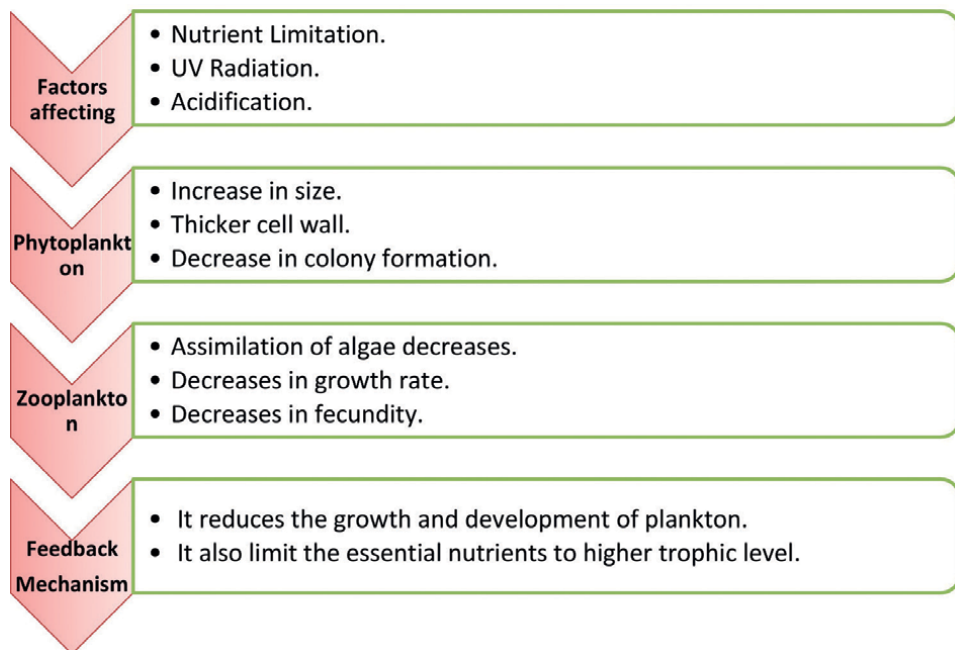 Factors
affecting
• Nutrient Limitation.
• UV Radiation.
• Acidification.
Phytoplankt
on
• Increase in size.
• Thicker cell wall.
• Decrease in colony formation.
Zooplankto
n
• Assimilation of algae decreases.
• Decreases in growth rate.
• Decreases in fecundity.
Feedback
Mechanism
• It reduces the growth and development of plankton.
• It also limit the essential nutrients to higher trophic level.